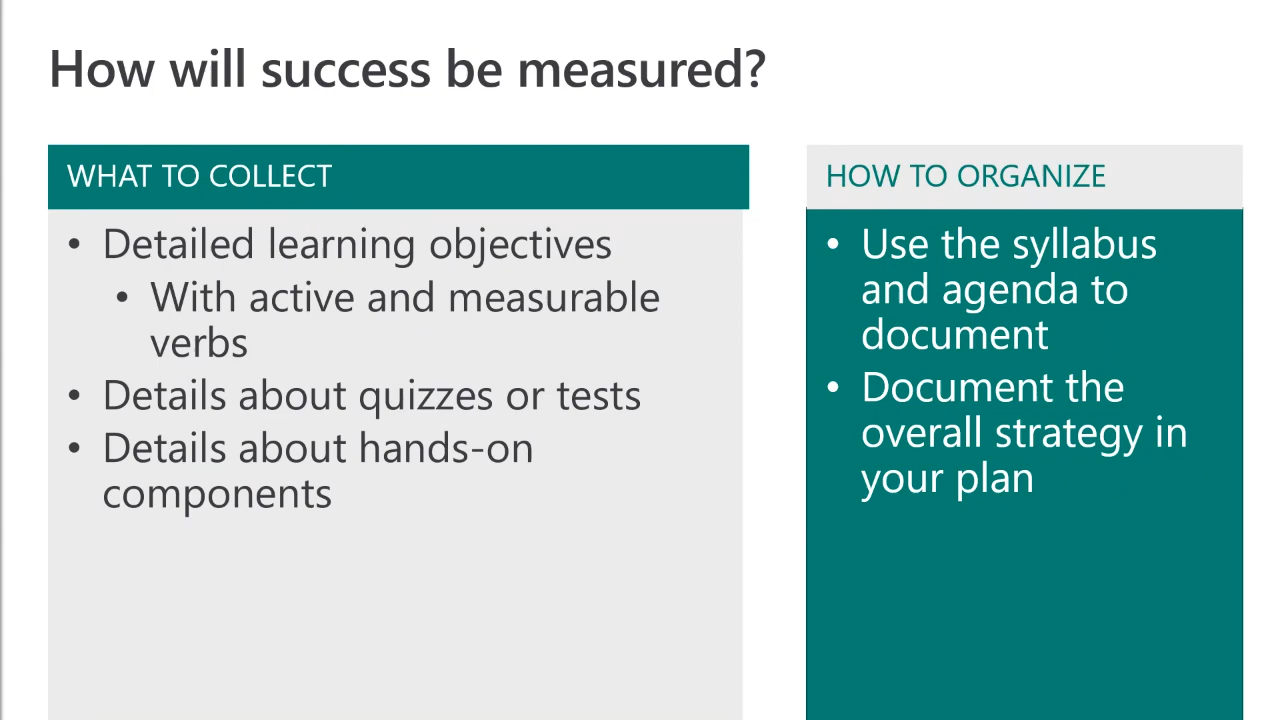 How will success be measured?
WHAT TO COLLECT
• Detailed learning objectives
• With active and measurable
verbs
• Details about quizzes or tests
• Details about hands-on
components
HOW TO ORGANIZE
• Use the syllabus
and agenda to
document
• Document the
overall strategy in
your plan